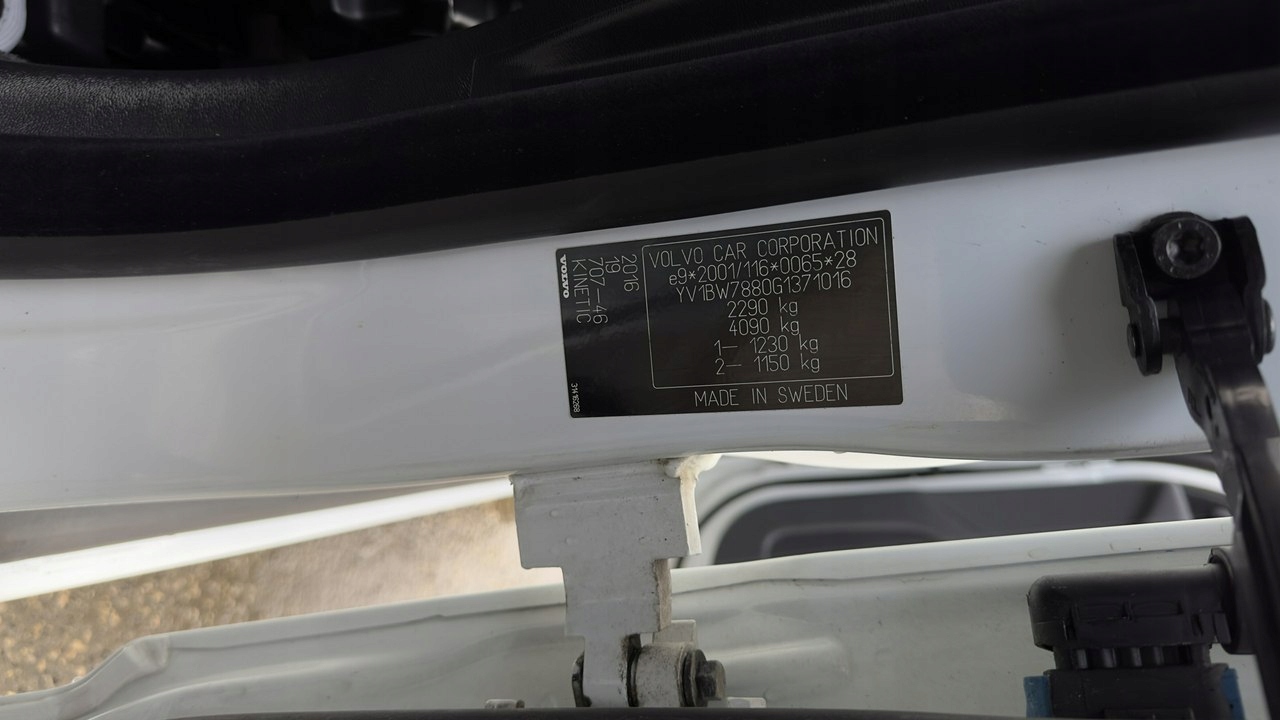 VOLVO CAR CORPORATION
e9*2001/116*0065*28
YV1BW7880G1371016
2290 kg
4090 kg
1— 1230 kg
2— 1150 kg
MADE IN SWEDEN
2016
19
707—46
KINETIC
VOLVO
31416268